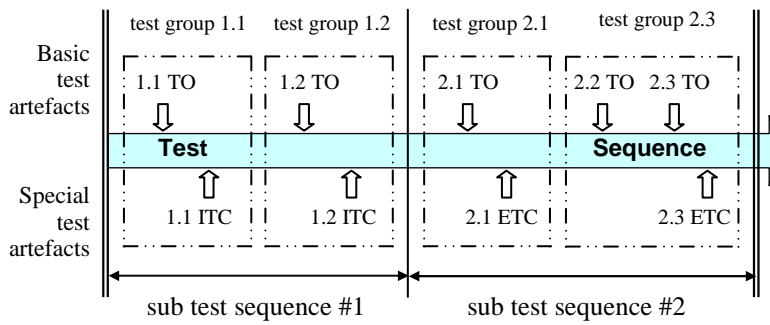 test group 1.1 test group 1.2 test group 2.1 test group 2.3
Basic
test
artefacts
1.1 TO 1.2 TO 2.1 TO 2.2 TO 2.3 TO
Test Sequence
Special
test
artefacts
1.1 ITC 1.2 ITC 2.1 ETC 2.3 ETC
sub test sequence #1 sub test sequence #2